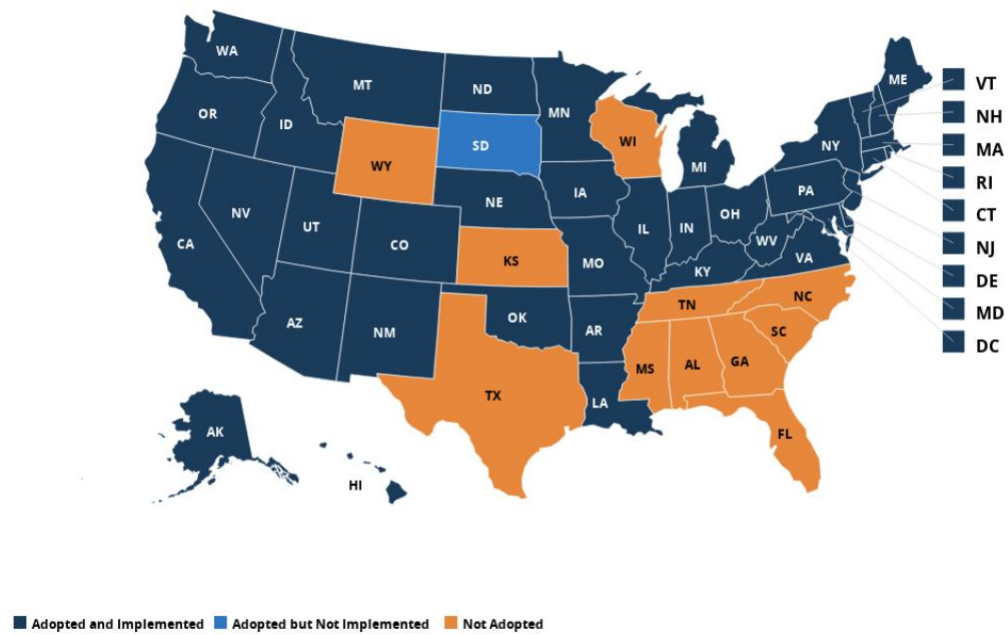 WA
MT
ND
MN
ME
VT
OR
ID
SD
WI
NH
WY
MI
NY
MA
RI
NV
UT
CO
NE
IA
PA
CT
CA
KS
MO
IL
IN
OH
WV
VA
NJ
KY
DE
AZ
NM
OK
AR
TN
NC
MD
SC
DC
TX
MS
AL
GA
LA
AK
FL
HI
Adopted and Implemented Adopted but Not Implemented Not Adopted